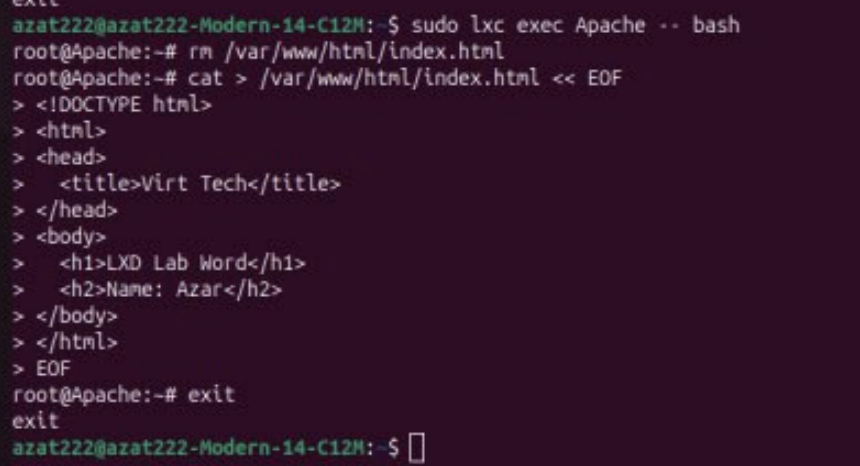 exit
azat222@azat222-Modern-14-C12M:~$ sudo lxc exec Apache -- bash
root@Apache:~# rm /var/www/html/index.html
root@Apache:~# cat > /var/www/html/index.html << EOF
> <!DOCTYPE html>
> <html>
> <head>
>   <title>Virt Tech</title>
> </head>
> <body>
>   <h1>LXD Lab Word</h1>
>   <h2>Name: Azar</h2>
> </body>
> </html>
> EOF
root@Apache:~# exit
exit
azat222@azat222-Modern-14-C12M:~$